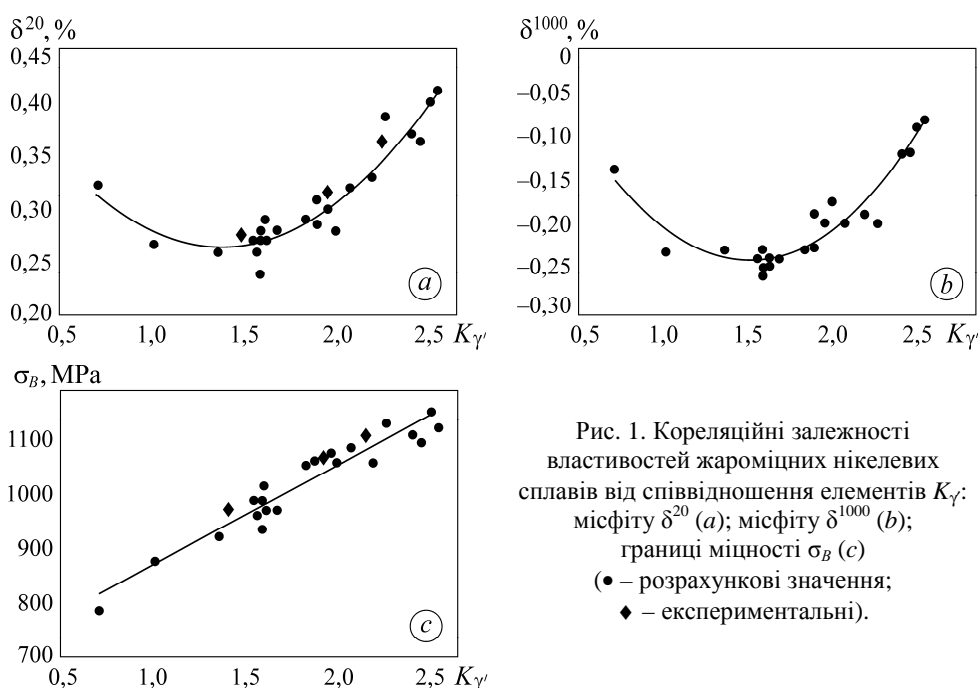 δ²⁰, %
0,45
0,40
0,35
0,30
0,25
0,20
0,5 1,0 1,5 2,0 2,5 Kγ′
a
δ¹⁰⁰⁰, %
0
–0,05
–0,10
–0,15
–0,20
–0,25
–0,30
0,5 1,0 1,5 2,0 2,5 Kγ′
b
σB, MPa
1100
1000
900
800
700
0,5 1,0 1,5 2,0 2,5 Kγ′
c
Рис. 1. Кореляційні залежності
властивостей жароміцних нікелевих
сплавів від співвідношення елементів Kγ′:
місфіту δ²⁰ (a); місфіту δ¹⁰⁰⁰ (b);
границі міцності σB (c)
(● – розрахункові значення;
♦ – експериментальні).